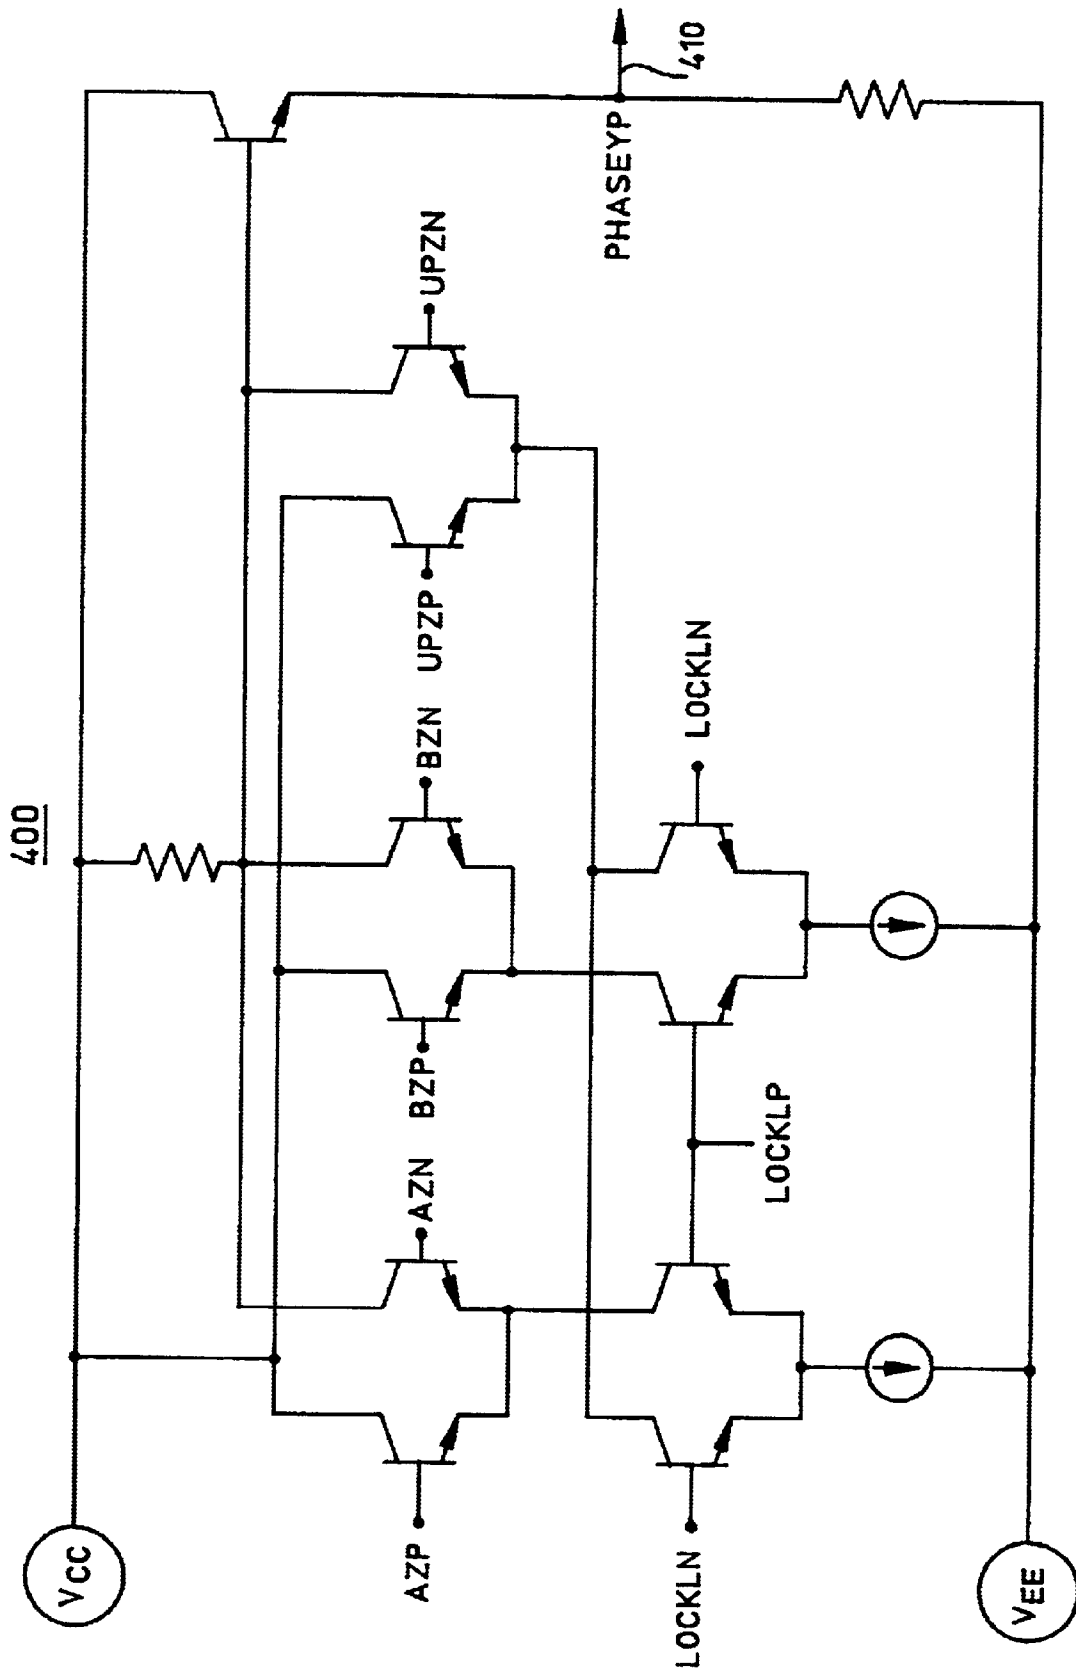 400
VCC
410
PHASEYP
UPZN
UPZP
BZN
BZP
AZN
AZP
LOCKLN
LOCKLP
LOCKLN
VEE